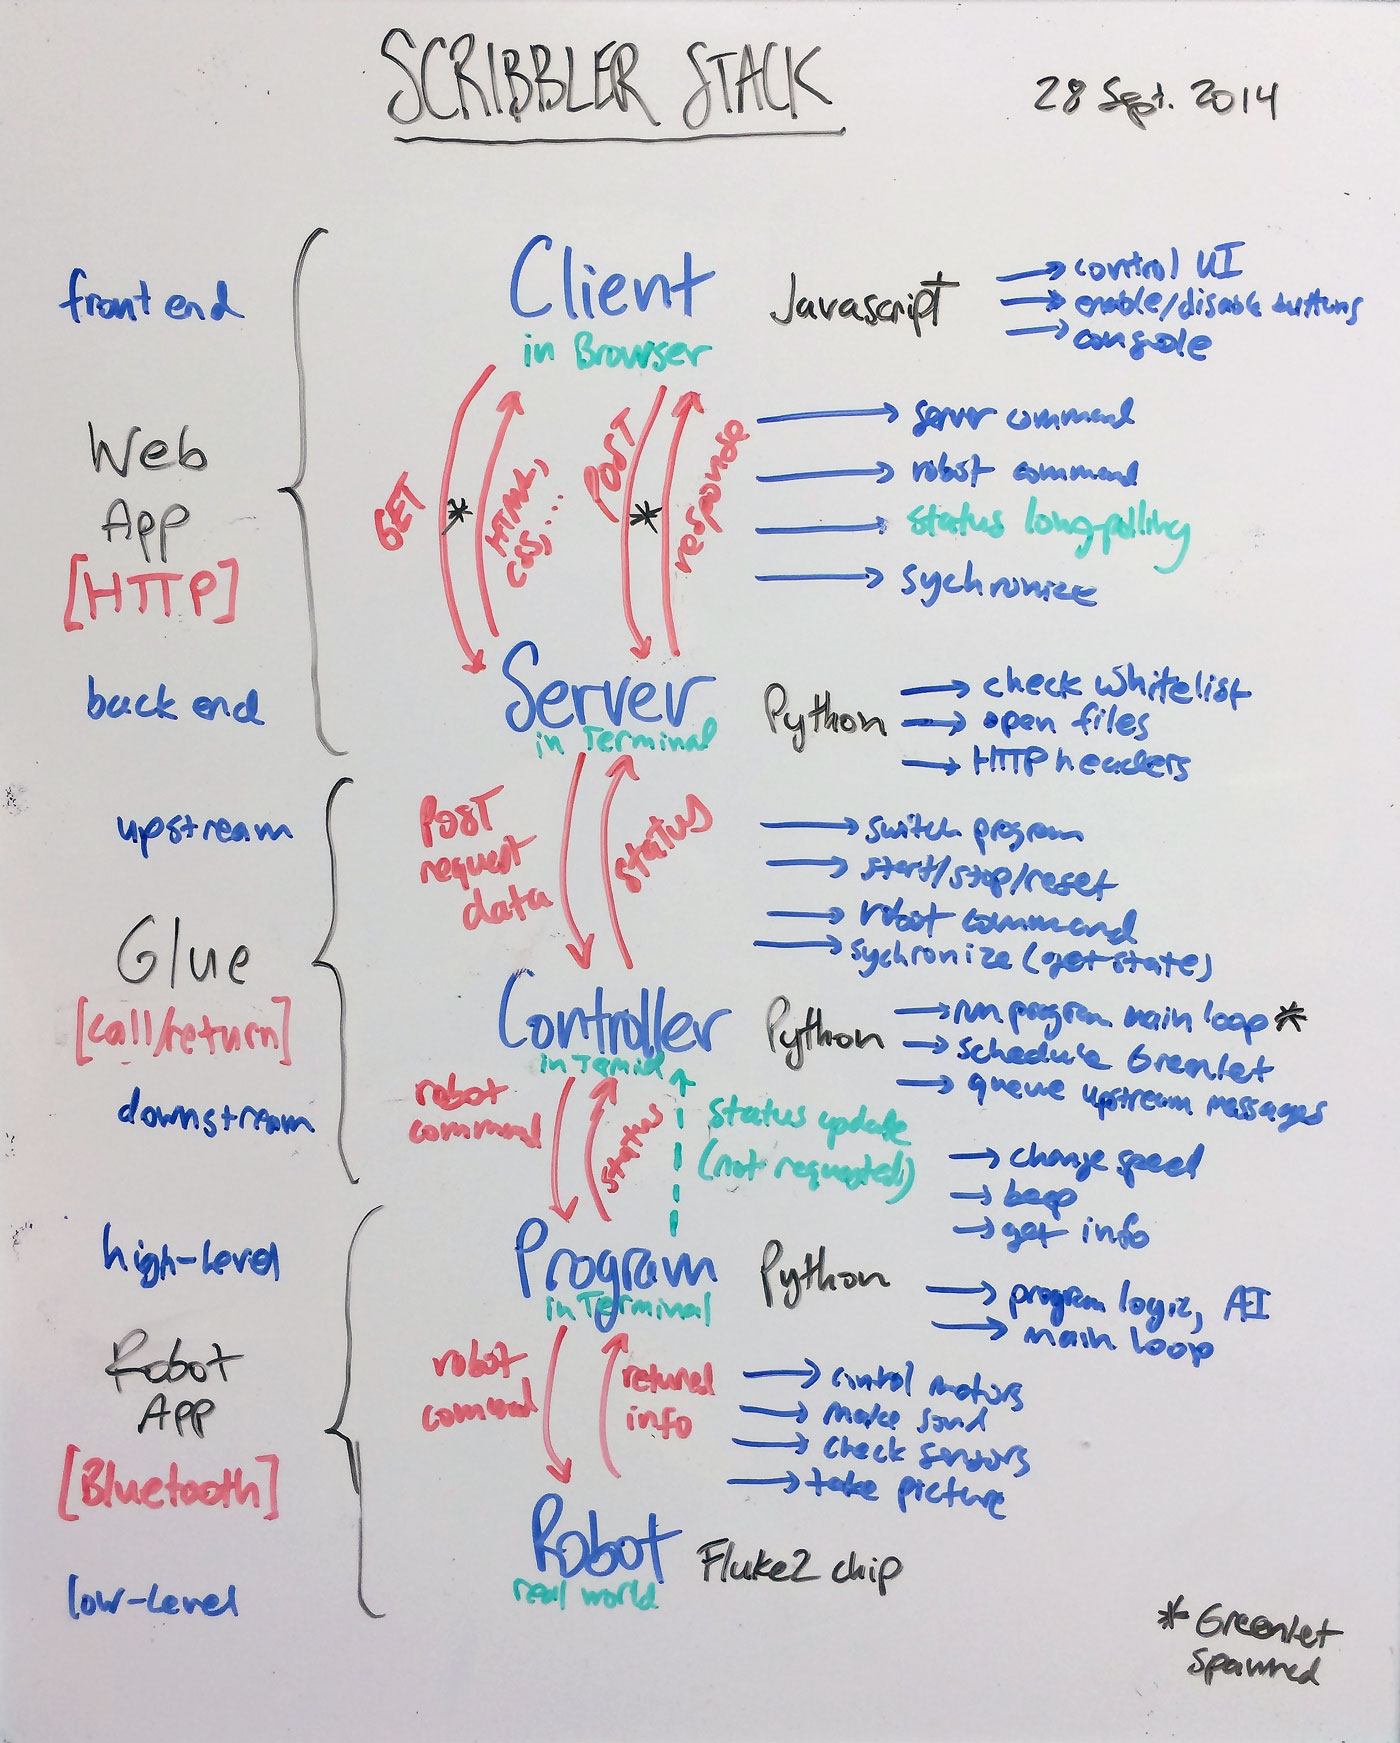 SCRIBBLER STACK
28 Sept. 2014
front end
Web
App
[HTTP]
back end
Client
in Browser
Javascript
→ control UI
→ enable/disable buttons
→ console
GET
*
HTML,
CSS, ....
POST
*
response
→ server command
→ robot command
→ status long-polling
→ sychronize
Server
in Terminal
Python
→ check whitelist
→ open files
→ HTTP headers
upstream
Glue
[call/return]
downstream
POST
request
data
status
→ switch program
→ start/stop/reset
→ robot command
→ sychronize (get state)
Controller
in Termial
Python
→ run program main loop *
→ schedule Greenlet
→ queue upstream messages
robot
command
status
status update
(not requested)
→ change speed
→ beep
→ get info
high-level
Robot
App
[Bluetooth]
low-level
Program
in Terminal
Python
→ program logic, AI
→ main loop
robot
command
returned
info
→ control motors
→ make sound
→ check sensors
→ take picture
Robot
real world
Fluke2 chip
* Greenlet
spawned